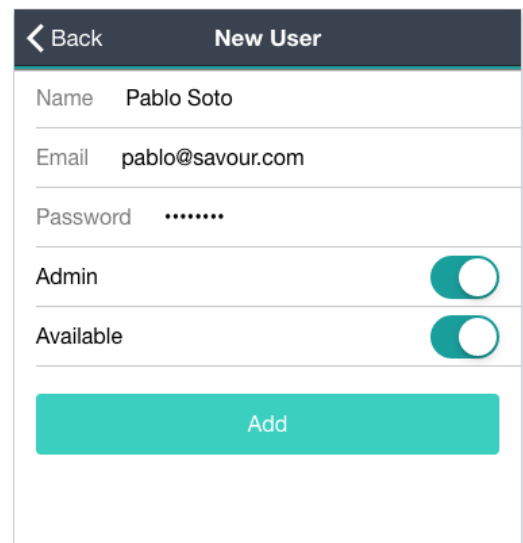 Back New User
Name Pablo Soto
Email pablo@savour.com
Password ••••••••
Admin
Available
Add